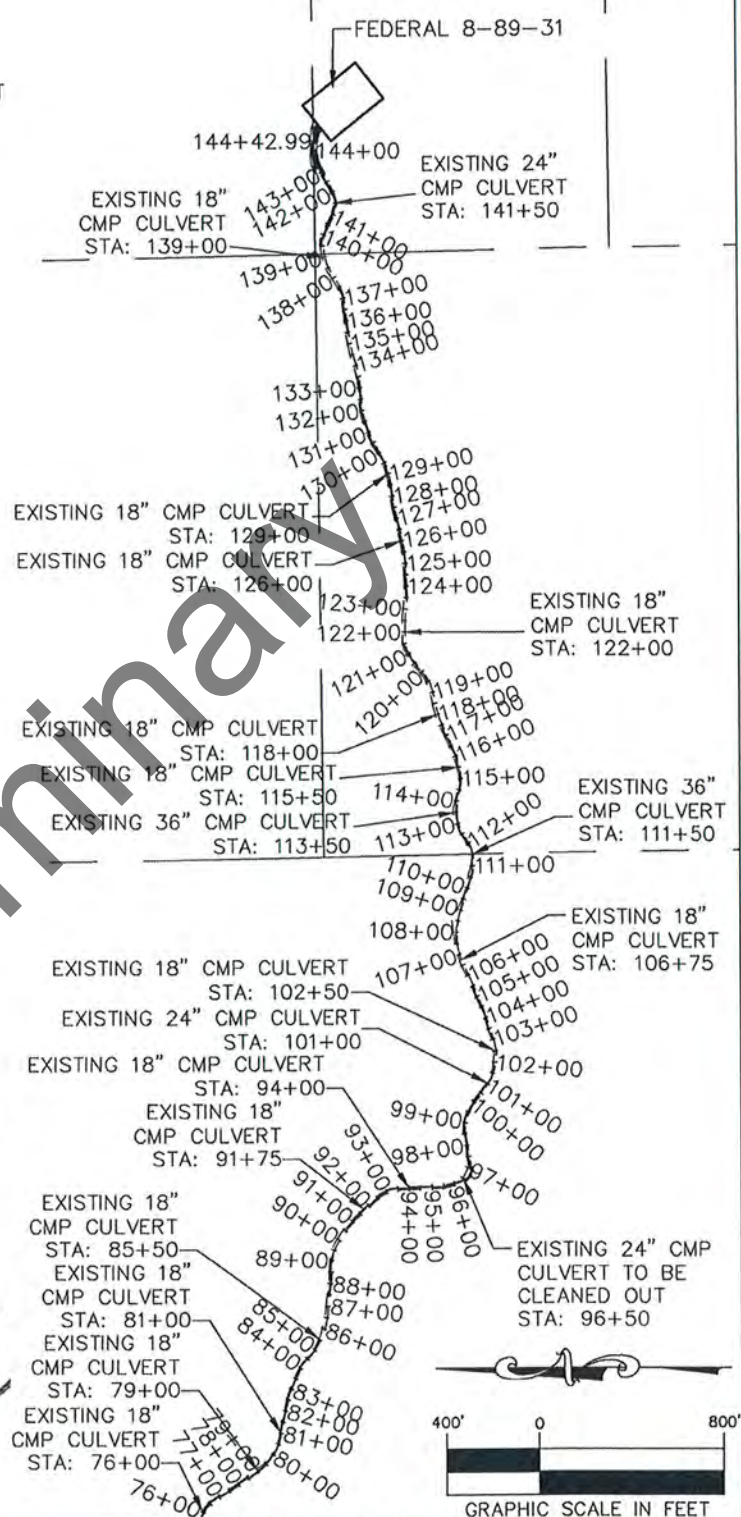 FEDERAL 8-89-31
144+42.99
144+00
EXISTING 24"
CMP CULVERT
STA: 141+50
143+00
142+00
EXISTING 18"
CMP CULVERT
STA: 139+00
141+00
140+00
139+00
138+00
137+00
136+00
135+00
134+00
133+00
132+00
131+00
130+00
129+00
128+00
127+00
126+00
125+00
124+00
EXISTING 18" CMP CULVERT
STA: 129+00
EXISTING 18" CMP CULVERT
STA: 126+00
123+00
122+00
EXISTING 18"
CMP CULVERT
STA: 122+00
121+00
120+00
119+00
118+00
117+00
116+00
EXISTING 18" CMP CULVERT
STA: 118+00
EXISTING 18" CMP CULVERT
STA: 115+50
115+00
114+00
EXISTING 36" CMP CULVERT
STA: 113+50
113+00
112+00
EXISTING 36"
CMP CULVERT
STA: 111+50
111+00
110+00
109+00
108+00
107+00
EXISTING 18"
CMP CULVERT
STA: 106+75
106+00
105+00
104+00
103+00
EXISTING 18" CMP CULVERT
STA: 102+50
102+00
EXISTING 24" CMP CULVERT
STA: 101+00
101+00
100+00
99+00
98+00
97+00
EXISTING 18" CMP CULVERT
STA: 94+00
96+00
95+00
94+00
93+00
92+00
91+00
90+00
EXISTING 18"
CMP CULVERT
STA: 91+75
EXISTING 24" CMP
CULVERT TO BE
CLEANED OUT
STA: 96+50
89+00
88+00
87+00
86+00
85+00
84+00
EXISTING 18"
CMP CULVERT
STA: 85+50
83+00
82+00
81+00
80+00
EXISTING 18"
CMP CULVERT
STA: 81+00
EXISTING 18"
CMP CULVERT
STA: 79+00
79+00
78+00
77+00
76+00
EXISTING 18"
CMP CULVERT
STA: 76+00
N
400' 0 800'
GRAPHIC SCALE IN FEET